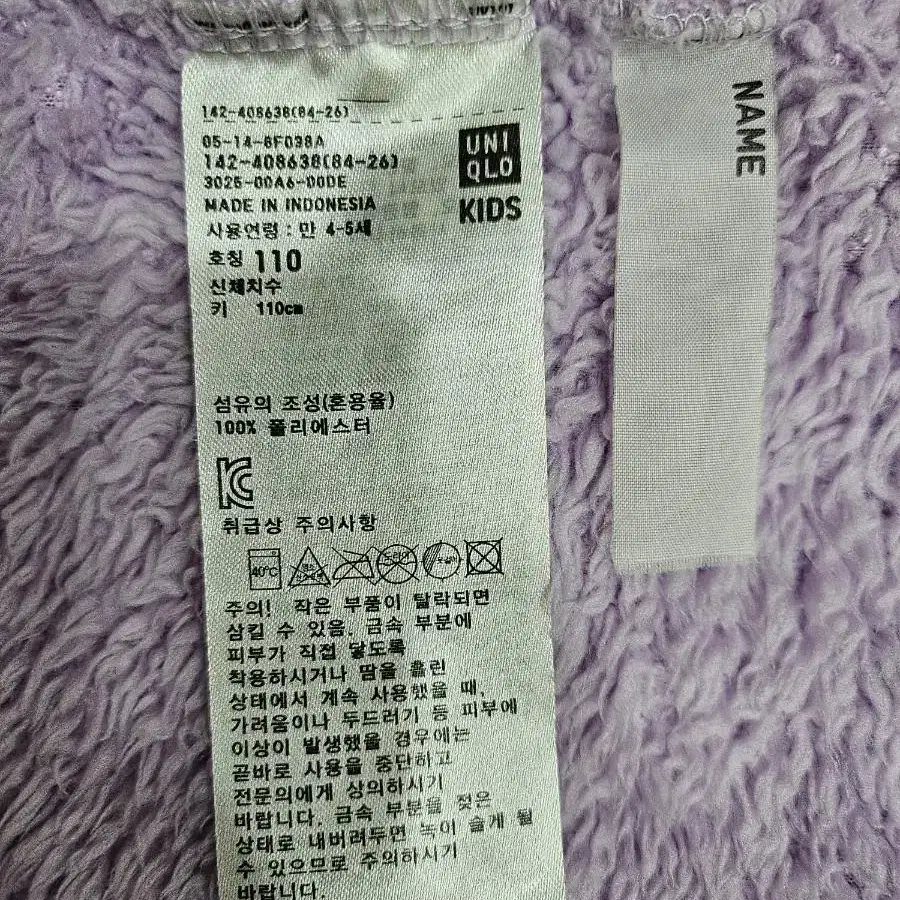 142-408638(84-26)
05-14-8F038A
142-408638(84-26)
3025-00A6-00DE
MADE IN INDONESIA
사용연령 : 만 4-5세
호칭 110
신체치수
키 110cm
UNI
QLO
KIDS
NAME
섬유의 조성(혼용율)
100% 폴리에스터
취급상 주의사항
40°C
주의! 작은 부품이 탈락되면
삼킬 수 있음. 금속 부분에
피부가 직접 닿도록
착용하시거나 땀을 흘린
상태에서 계속 사용했을 때,
가려움이나 두드러기 등 피부에
이상이 발생했을 경우에는
곧바로 사용을 중단하고
전문의에게 상의하시기
바랍니다. 금속 부분을 젖은
상태로 내버려두면 녹이 슬게 될
수 있으므로 주의하시기
바랍니다.